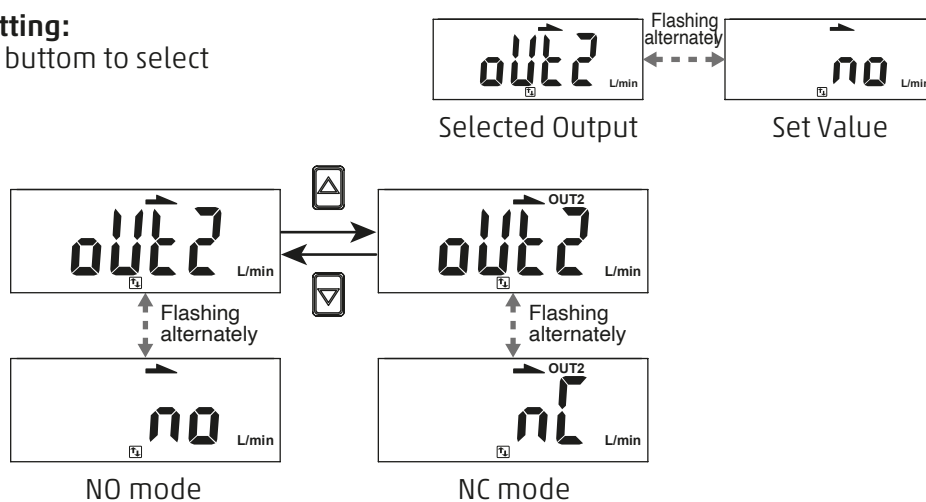 tting:
buttom to select
Flashing
alternately
oUt2 L/min
no L/min
Selected Output
Set Value
OUT2
oUt2 L/min
oUt2 L/min
Flashing
alternately
Flashing
alternately
OUT2
no L/min
nC L/min
NO mode
NC mode